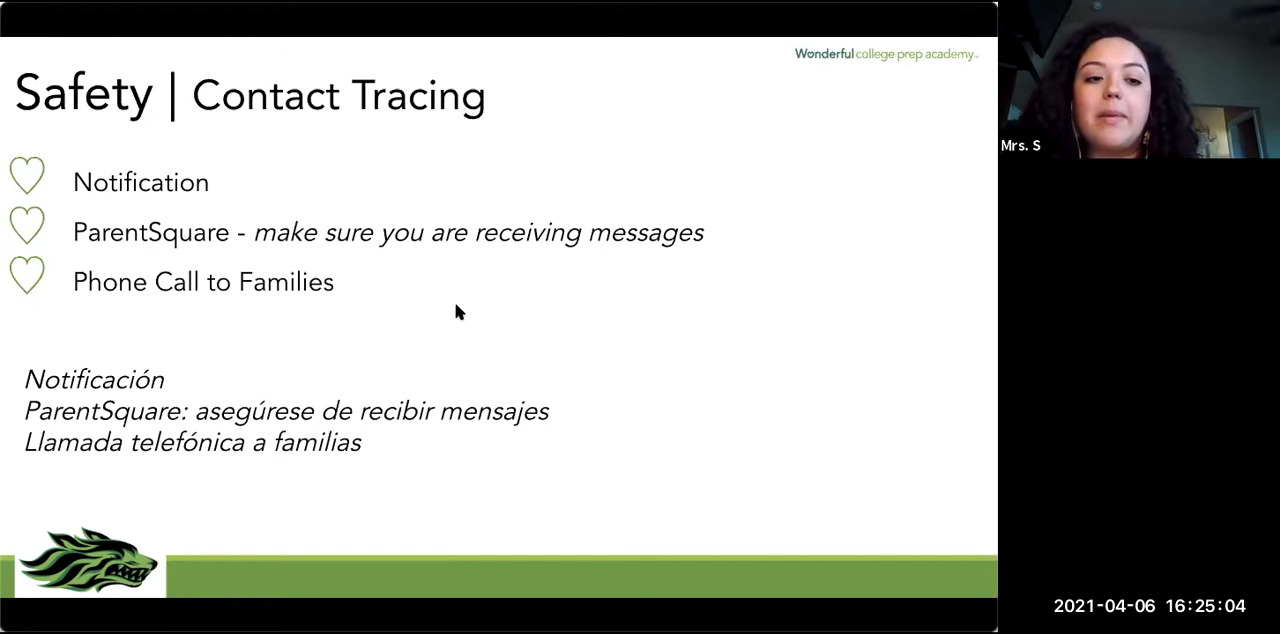 Wonderful college prep academy
Safety | Contact Tracing
Notification
ParentSquare - make sure you are receiving messages
Phone Call to Families
Notificación
ParentSquare: asegúrese de recibir mensajes
Llamada telefónica a familias
Mrs. S
2021-04-06 16:25:04